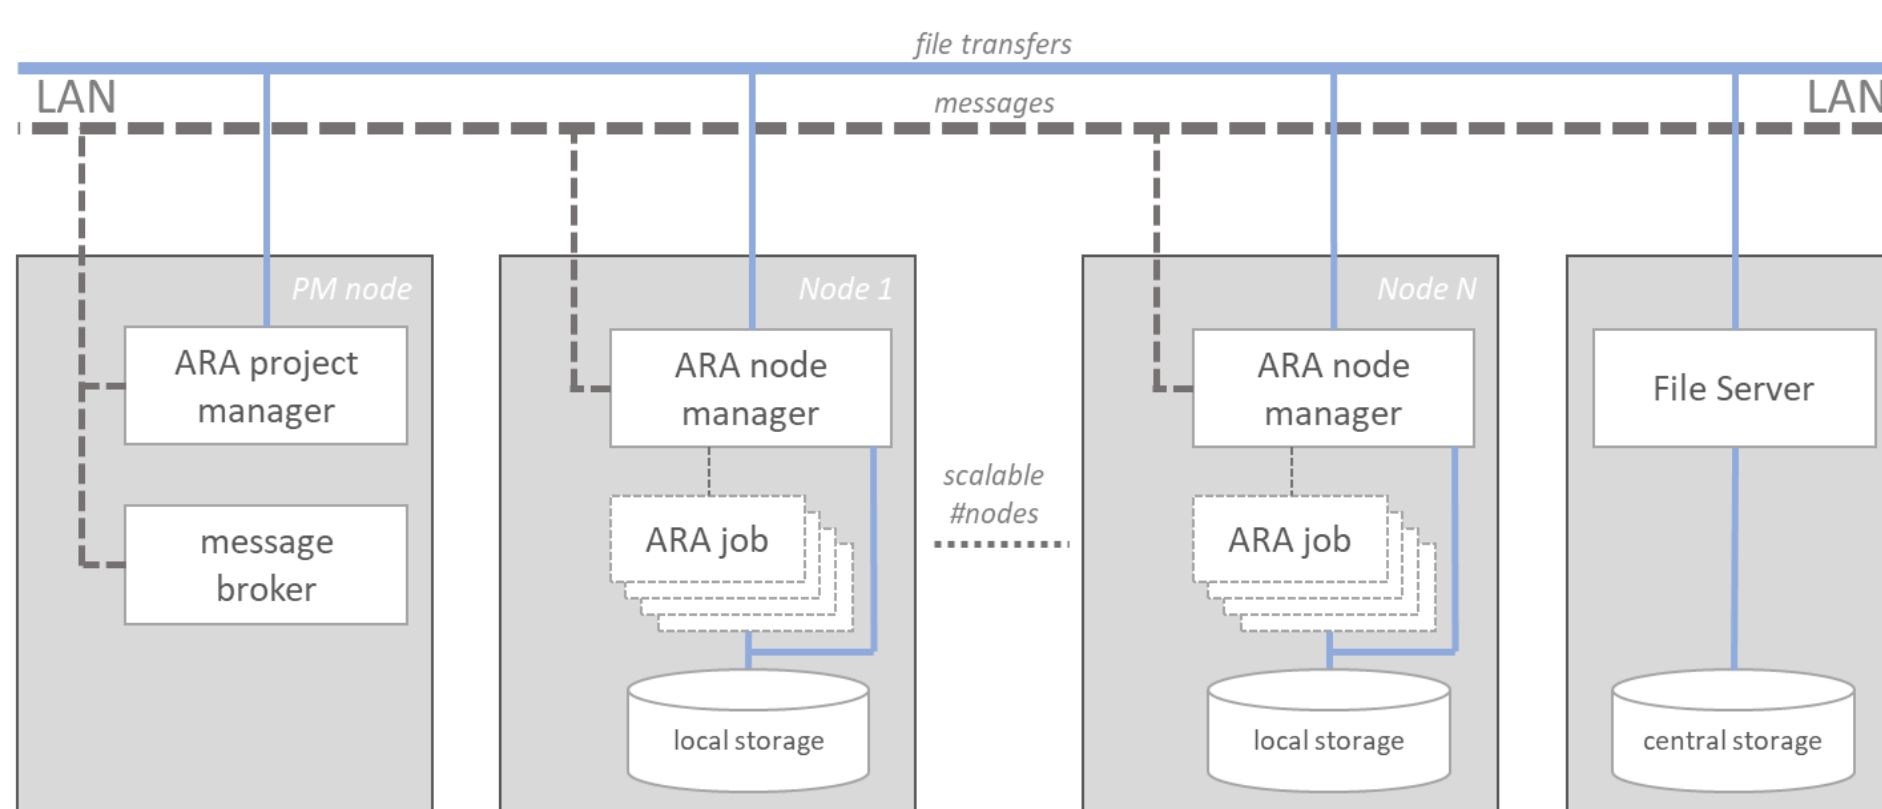 file transfers
LAN
messages
LAN
PM node
ARA project
manager
message
broker
Node 1
ARA node
manager
ARA job
local storage
scalable
#nodes
Node N
ARA node
manager
ARA job
local storage
File Server
central storage